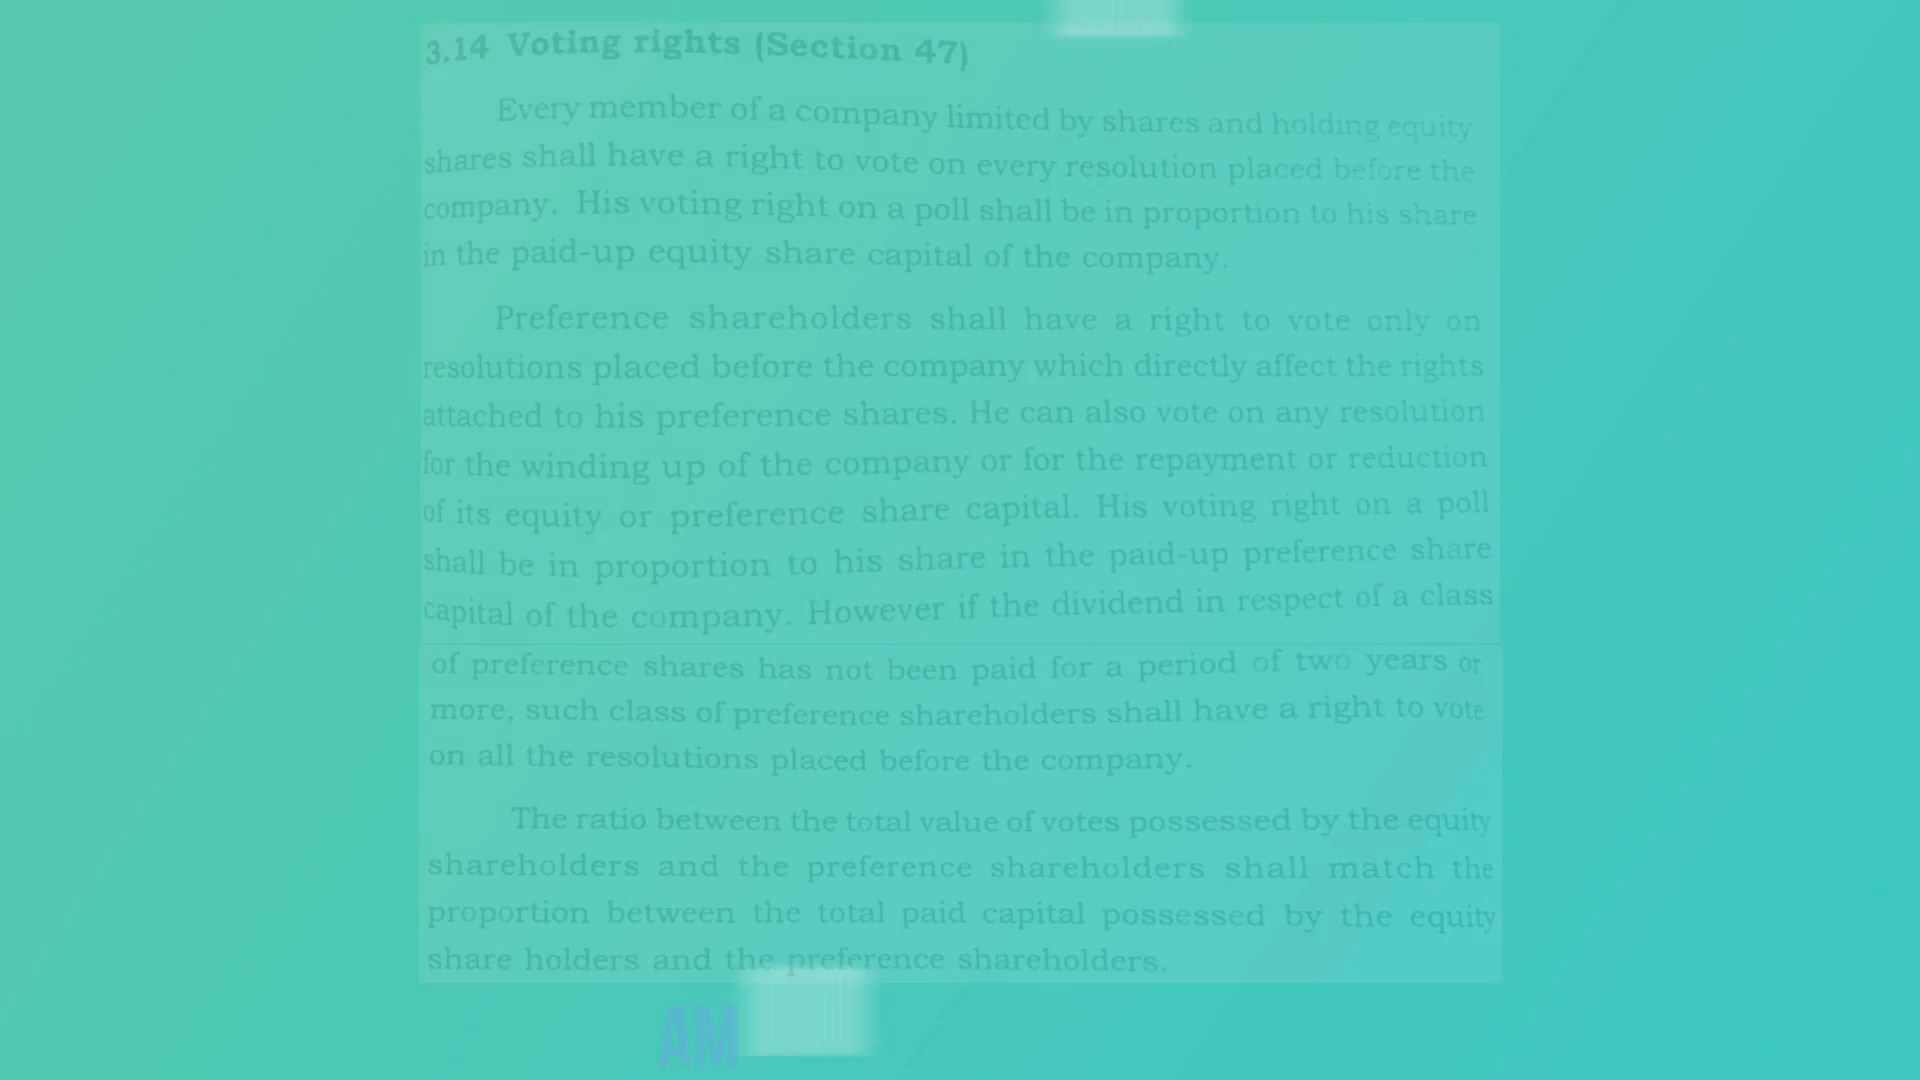 3.14 Voting rights (Section 47)
Every member of a company limited by shares and holding equity
shares shall have a right to vote on every resolution placed before the
company. His voting right on a poll shall be in proportion to his share
in the paid-up equity share capital of the company.
Preference shareholders shall have a right to vote only on
resolutions placed before the company which directly affect the rights
attached to his preference shares. He can also vote on any resolution
for the winding up of the company or for the repayment or reduction
of its equity or preference share capital. His voting right on a poll
shall be in proportion to his share in the paid-up preference share
capital of the company. However if the dividend in respect of a class
of preference shares has not been paid for a period of two years or
more, such class of preference shareholders shall have a right to vote
on all the resolutions placed before the company.
The ratio between the total value of votes possessed by the equity
shareholders and the preference shareholders shall match the
proportion between the total paid capital possessed by the equity
share holders and the preference shareholders.
AM